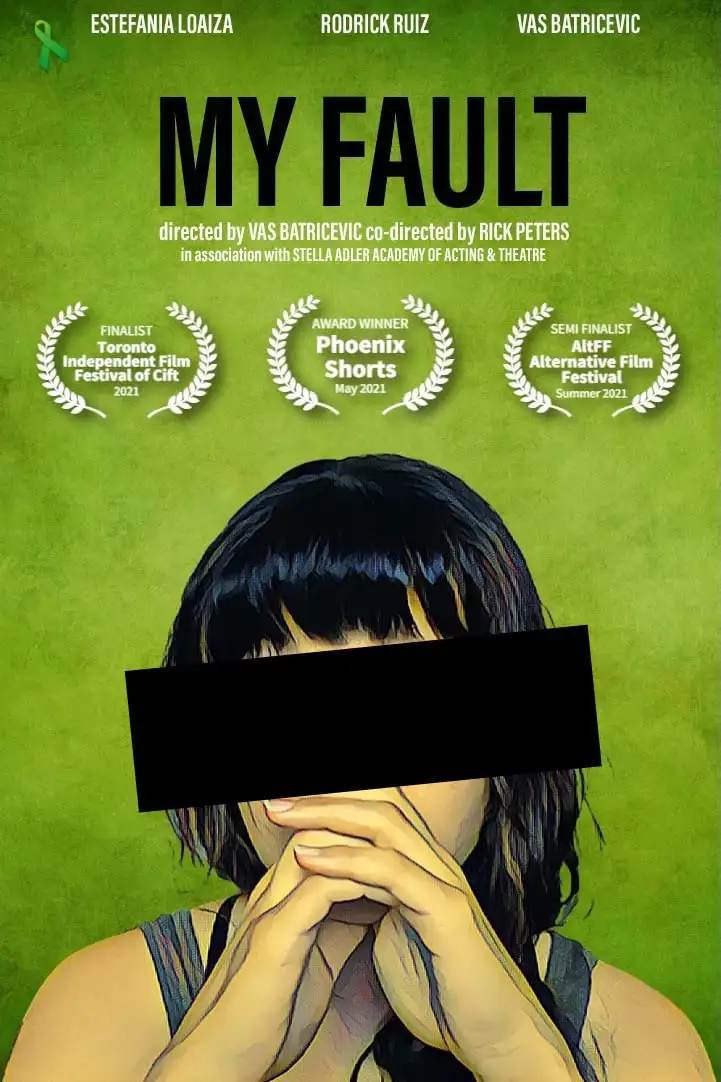 ESTEFANIA LOAIZA RODRICK RUIZ VAS BATRICEVIC
MY FAULT
directed by VAS BATRICEVIC co-directed by RICK PETERS
in association with STELLA ADLER ACADEMY OF ACTING & THEATRE
FINALIST
Toronto
Independent Film
Festival of Cift
2021
AWARD WINNER
Phoenix
Shorts
May 2021
SEMI FINALIST
AltFF
Alternative Film
Festival
Summer 2021